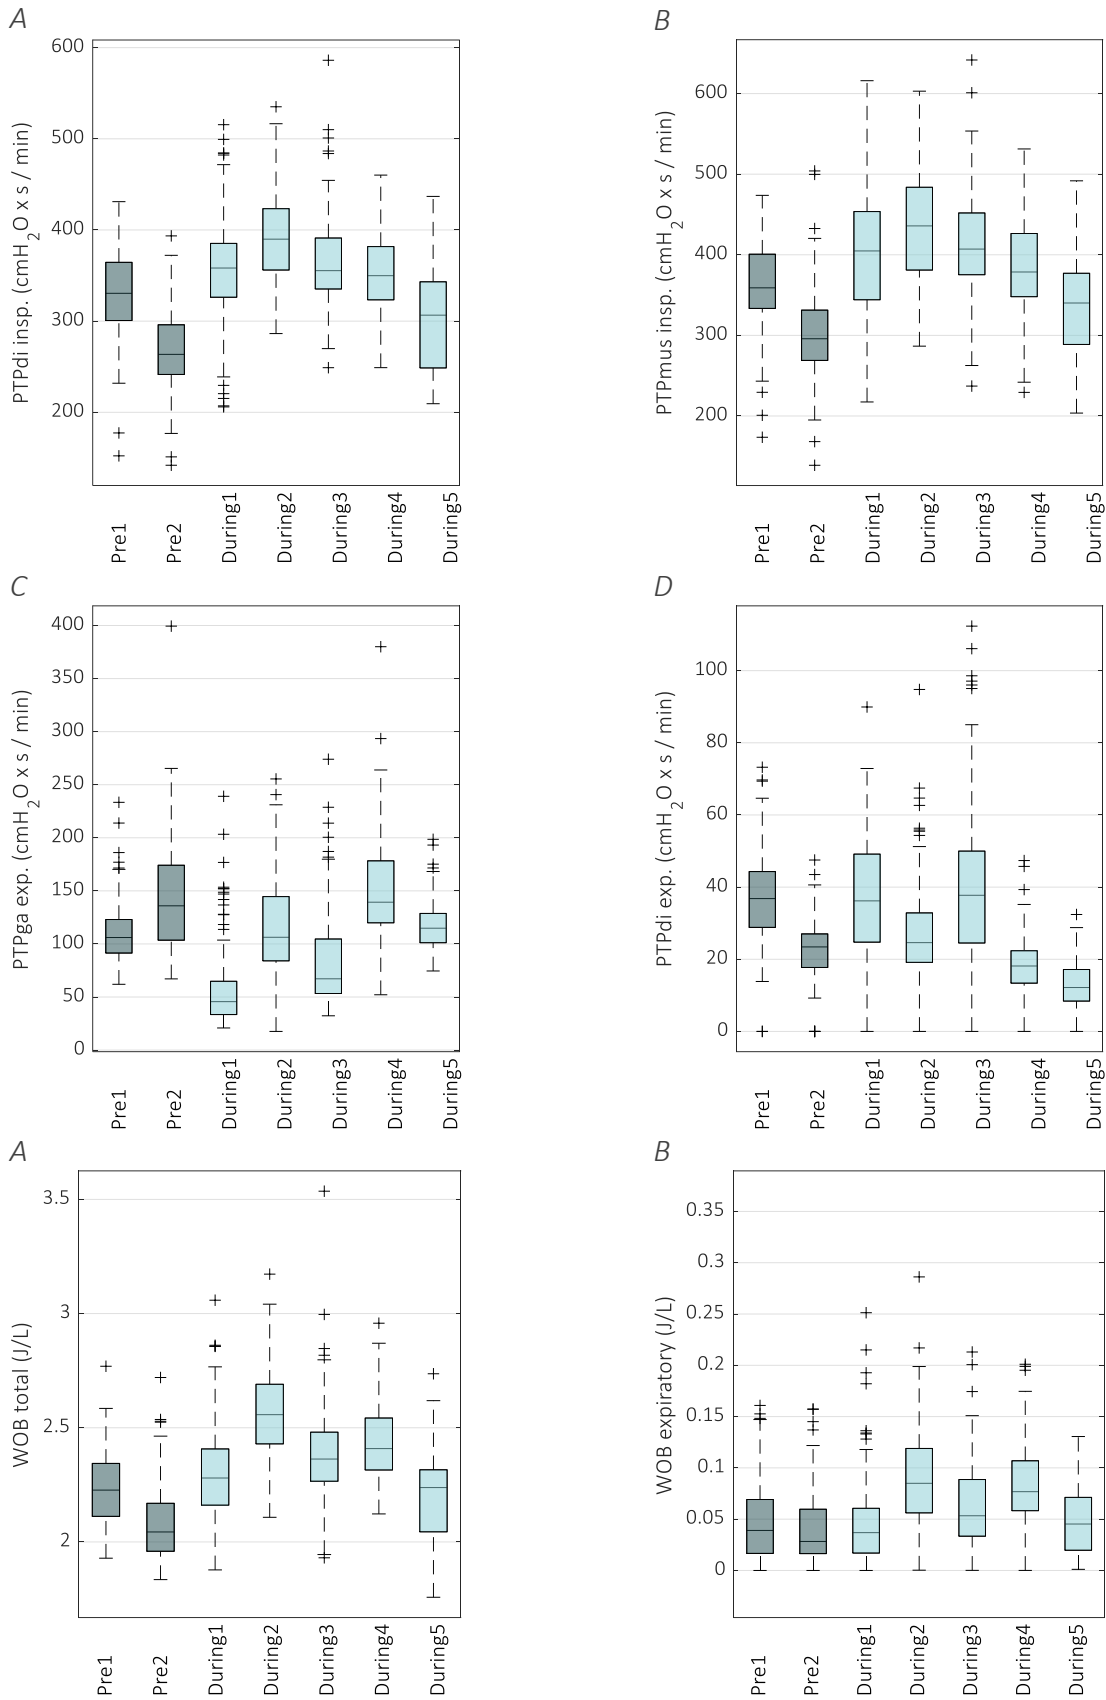 A
PTPdi insp. (cmH2O x s / min)
600
500
400
300
200
Pre1
Pre2
During1
During2
During3
During4
During5
B
PTPmus insp. (cmH2O x s / min)
600
500
400
300
200
Pre1
Pre2
During1
During2
During3
During4
During5
C
PTPga exp. (cmH2O x s / min)
400
350
300
250
200
150
100
50
0
Pre1
Pre2
During1
During2
During3
During4
During5
D
PTPdi exp. (cmH2O x s / min)
100
80
60
40
20
0
Pre1
Pre2
During1
During2
During3
During4
During5
A
WOB total (J/L)
3.5
3
2.5
2
Pre1
Pre2
During1
During2
During3
During4
During5
B
WOB expiratory (J/L)
0.35
0.3
0.25
0.2
0.15
0.1
0.05
0
Pre1
Pre2
During1
During2
During3
During4
During5